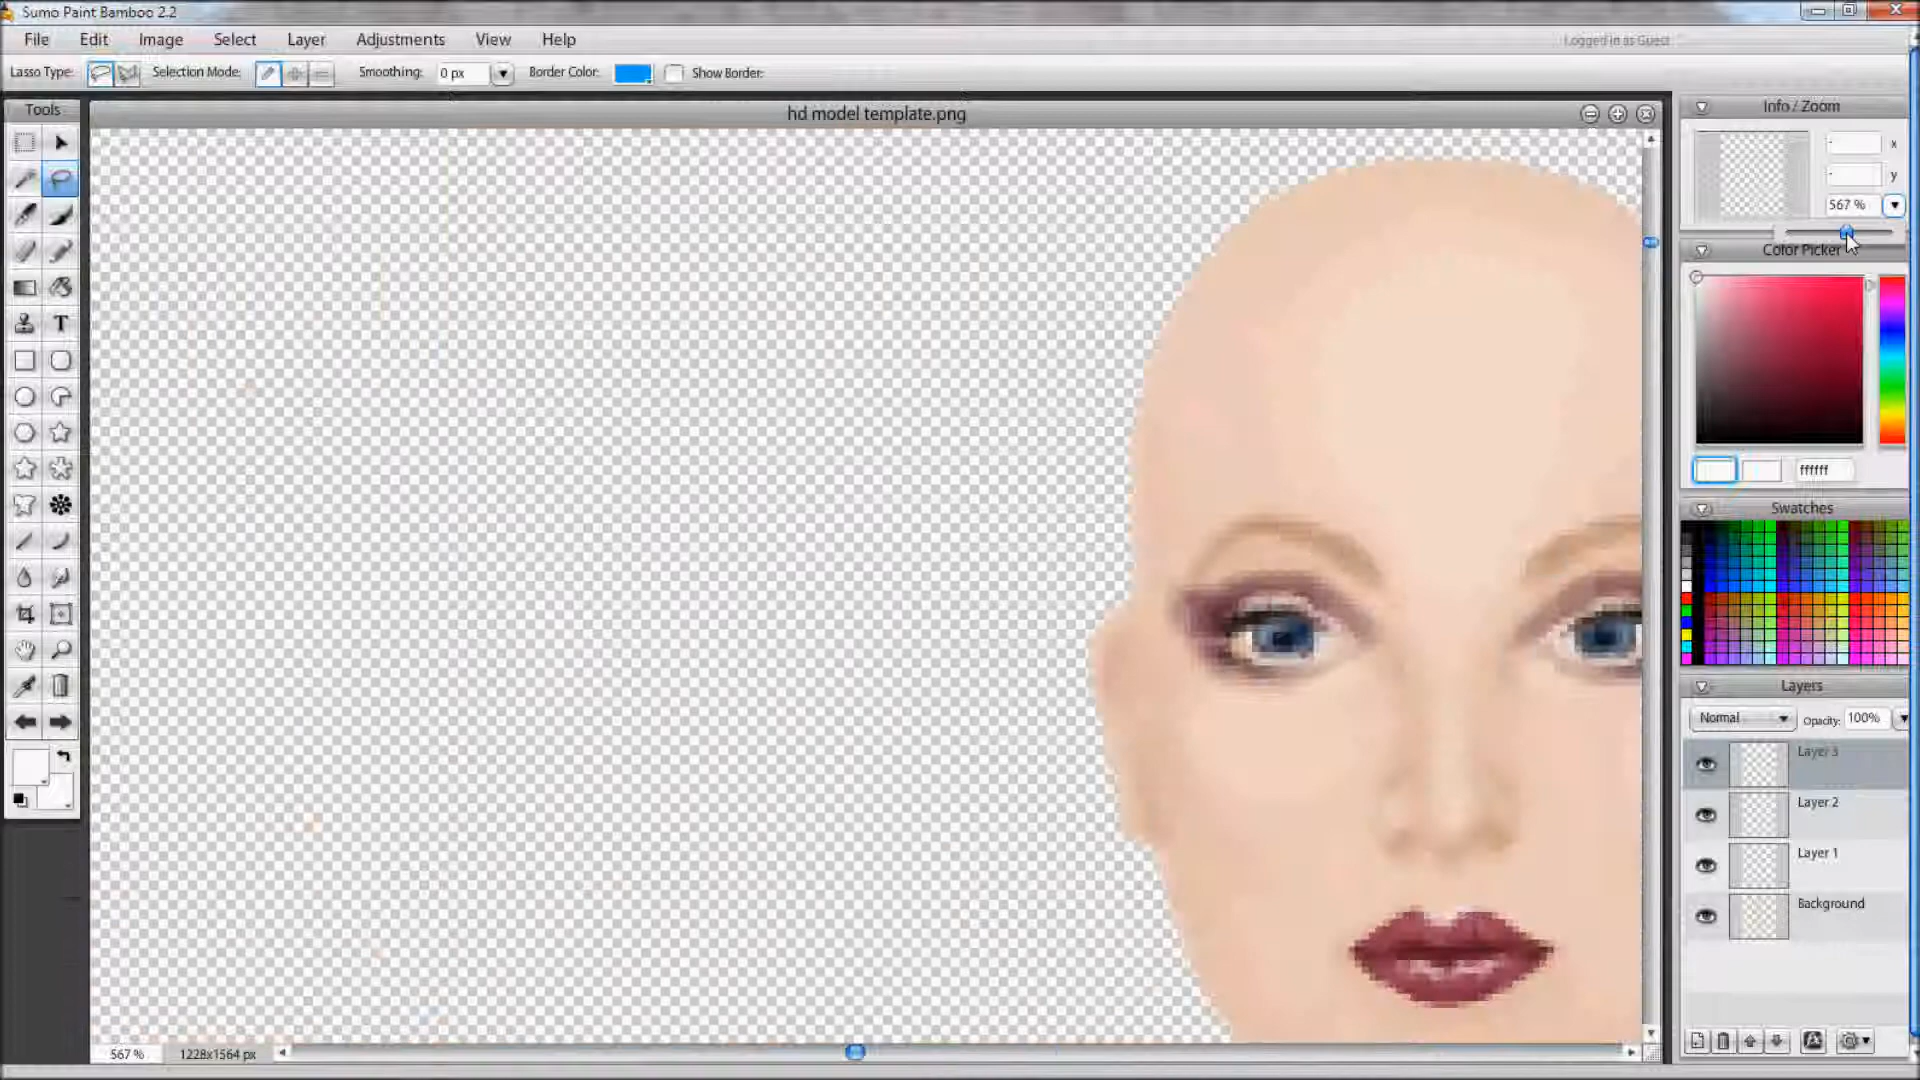 Sumo Paint Bamboo 2.2
File Edit Image Select Layer Adjustments View Help
Logged in as Guest
Lasso Type: Selection Mode: Smoothing: 0 px Border Color: Show Border:
Tools
hd model template.png
Info / Zoom
x
y
567 %
Color Picker
ffffff
Swatches
Layers
Normal Opacity: 100%
Layer 3
Layer 2
Layer 1
Background
T
567 % 1228x1564 px